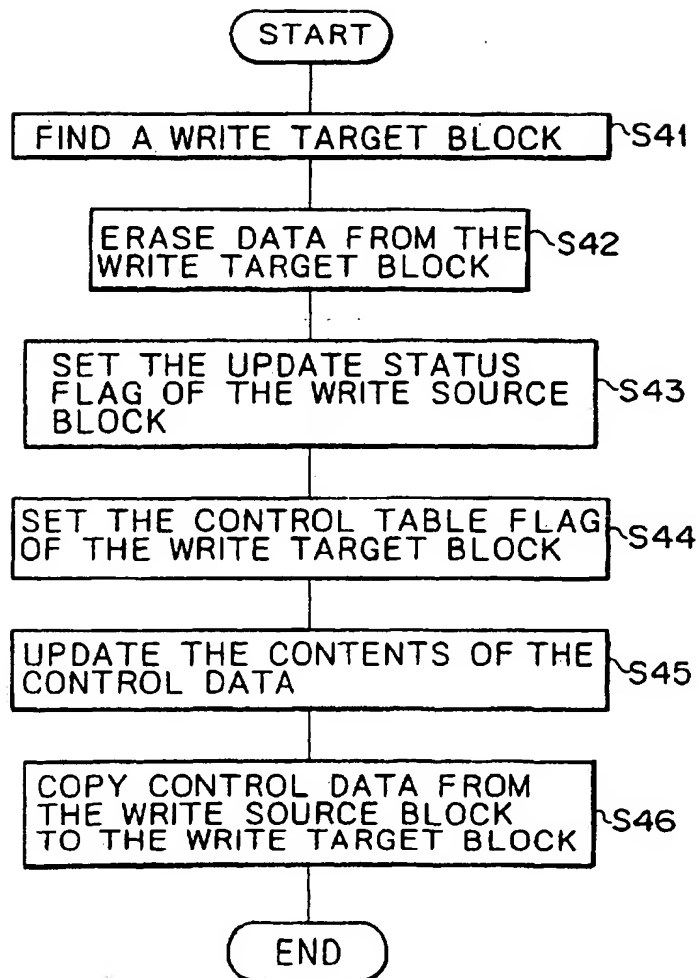 START
FIND A WRITE TARGET BLOCK
S41
ERASE DATA FROM THE
WRITE TARGET BLOCK
S42
SET THE UPDATE STATUS
FLAG OF THE WRITE SOURCE
BLOCK
S43
SET THE CONTROL TABLE FLAG
OF THE WRITE TARGET BLOCK
S44
UPDATE THE CONTENTS OF THE
CONTROL DATA
S45
COPY CONTROL DATA FROM
THE WRITE SOURCE BLOCK
TO THE WRITE TARGET BLOCK
S46
END